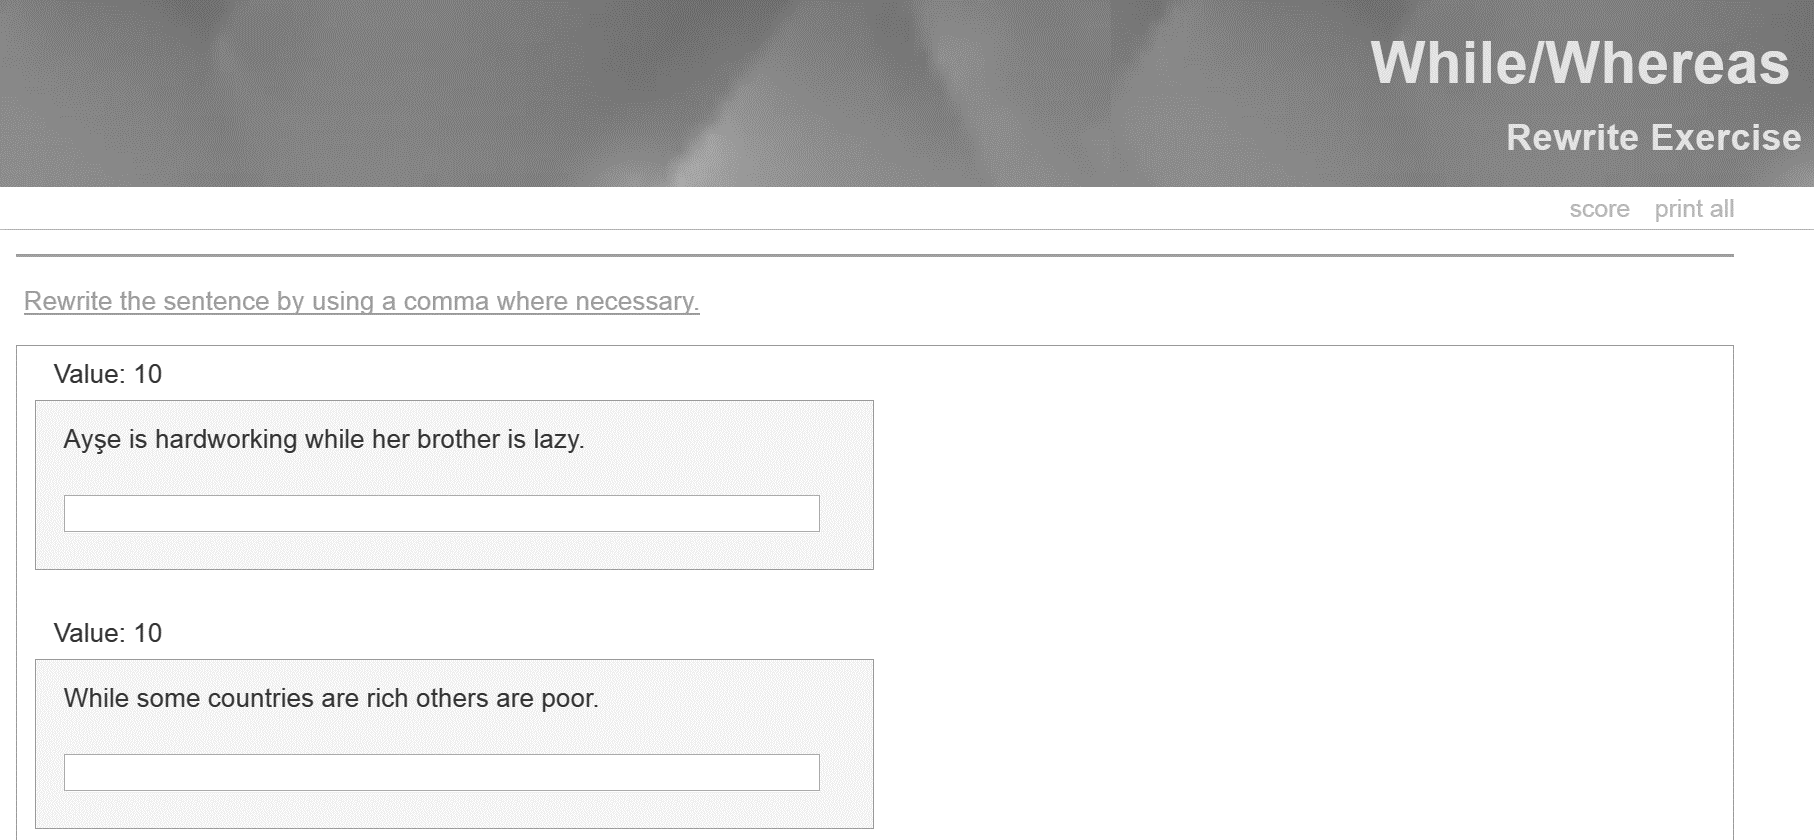 While/Whereas
Rewrite Exercise
score print all
Rewrite the sentence by using a comma where necessary.
Value: 10
Ayşe is hardworking while her brother is lazy.
Value: 10
While some countries are rich others are poor.